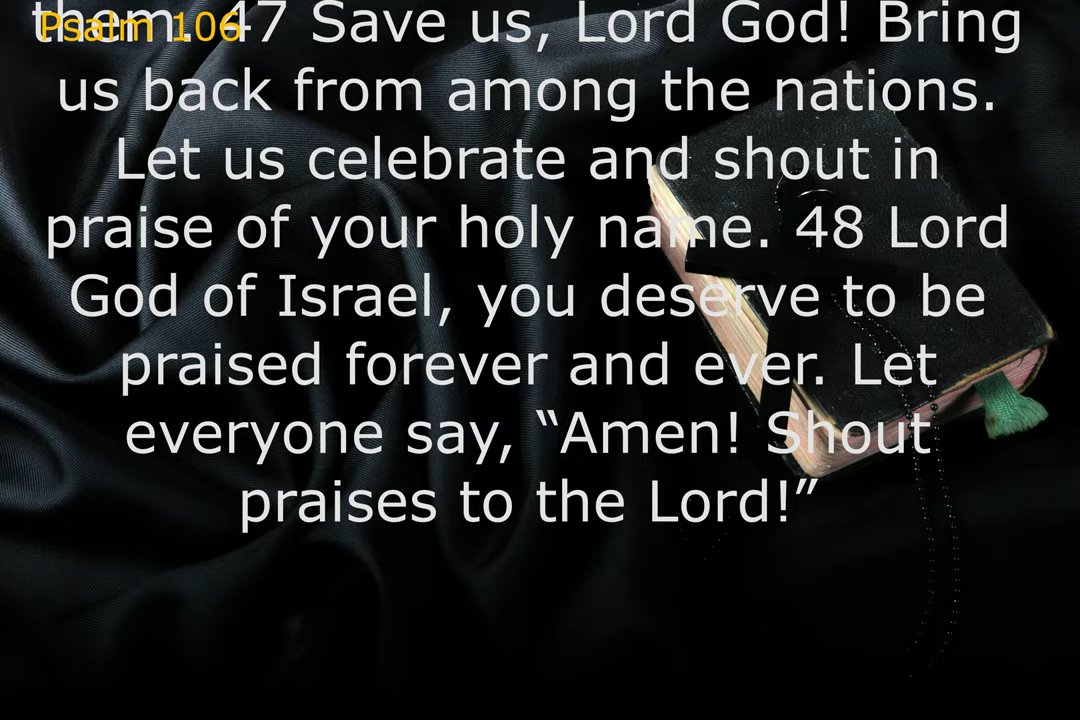 Psalm 106
them. 47 Save us, Lord God! Bring
us back from among the nations.
Let us celebrate and shout in
praise of your holy name. 48 Lord
God of Israel, you deserve to be
praised forever and ever. Let
everyone say, “Amen! Shout
praises to the Lord!”